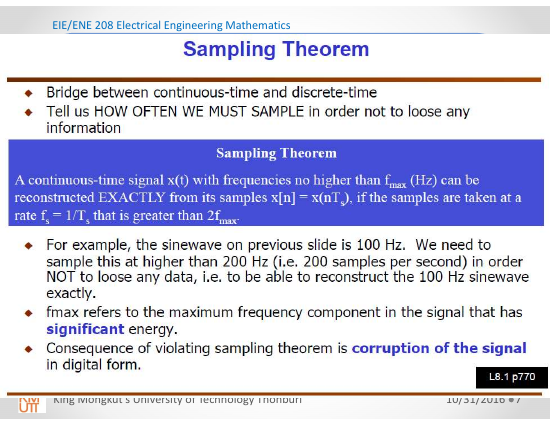 EIE/ENE 208 Electrical Engineering Mathematics
Sampling Theorem
Bridge between continuous-time and discrete-time
Tell us HOW OFTEN WE MUST SAMPLE in order not to loose any
information
Sampling Theorem
A continuous-time signal x(t) with frequencies no higher than fmax (Hz) can be
reconstructed EXACTLY from its samples x[n] = x(nTs), if the samples are taken at a
rate fs = 1/Ts that is greater than 2fmax.
For example, the sinewave on previous slide is 100 Hz. We need to
sample this at higher than 200 Hz (i.e. 200 samples per second) in order
NOT to loose any data, i.e. to be able to reconstruct the 100 Hz sinewave
exactly.
fmax refers to the maximum frequency component in the signal that has
significant energy.
Consequence of violating sampling theorem is corruption of the signal
in digital form.
L8.1 p770
King Mongkut's University of Technology Thonburi 10/31/2016 • 7